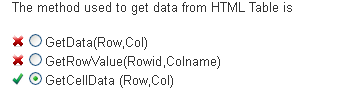 The method used to get data from HTML Table is
GetData(Row,Col)
GetRowValue(Rowid,Colname)
GetCellData (Row,Col)